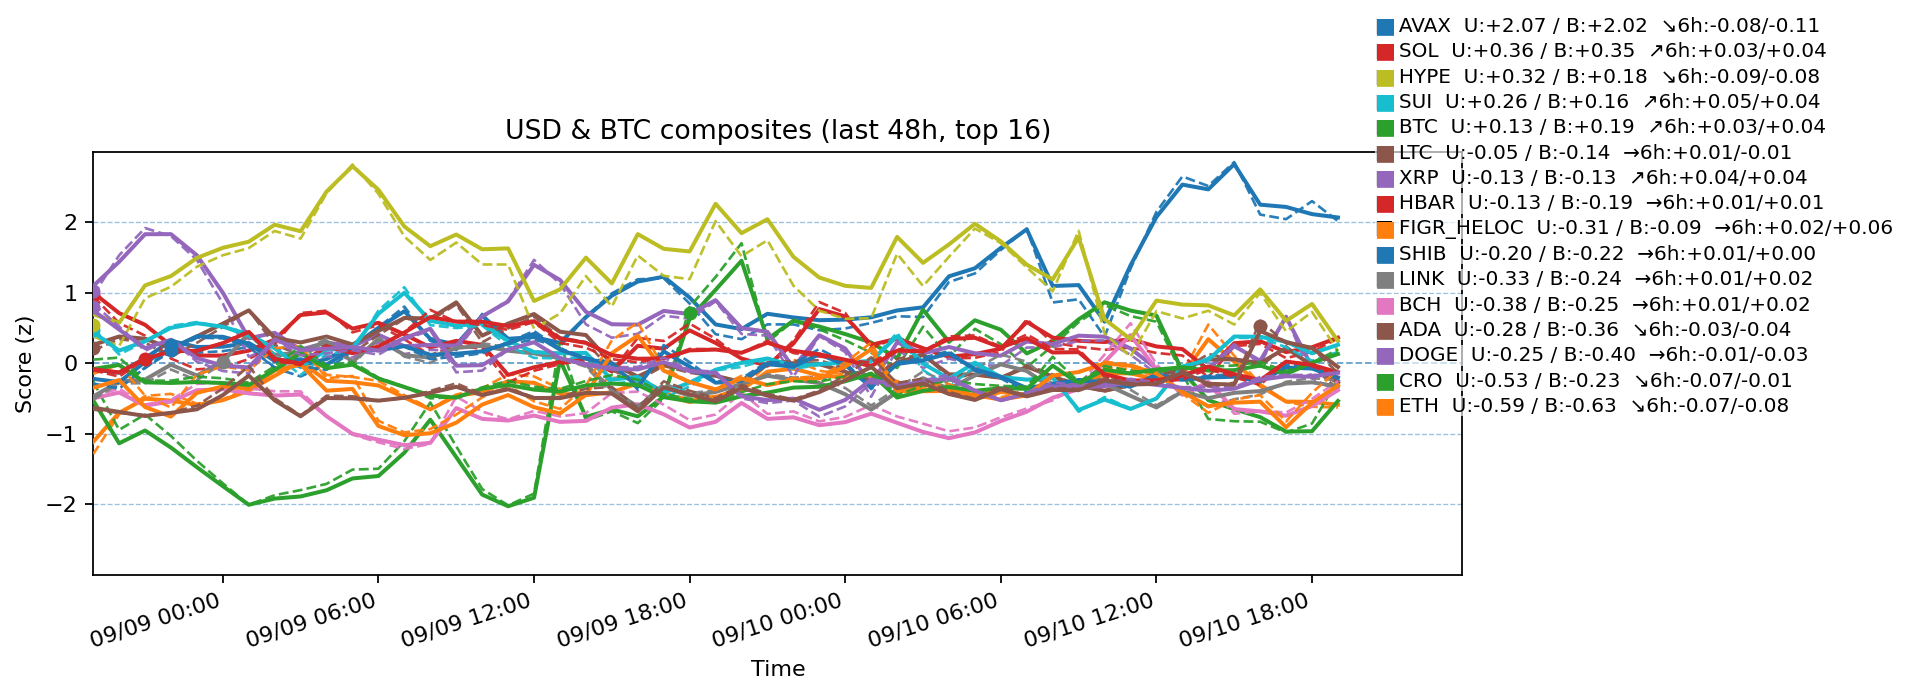 AVAX  U:+2.07 / B:+2.02  ↘6h:-0.08/-0.11
SOL  U:+0.36 / B:+0.35  ↗6h:+0.03/+0.04
HYPE  U:+0.32 / B:+0.18  ↘6h:-0.09/-0.08
SUI  U:+0.26 / B:+0.16  ↗6h:+0.05/+0.04
BTC  U:+0.13 / B:+0.19  ↗6h:+0.03/+0.04
LTC  U:-0.05 / B:-0.14  →6h:+0.01/-0.01
XRP  U:-0.13 / B:-0.13  ↗6h:+0.04/+0.04
HBAR  U:-0.13 / B:-0.19  →6h:+0.01/+0.01
FIGR_HELOC  U:-0.31 / B:-0.09  →6h:+0.02/+0.06
SHIB  U:-0.20 / B:-0.22  →6h:+0.01/+0.00
LINK  U:-0.33 / B:-0.24  →6h:+0.01/+0.02
BCH  U:-0.38 / B:-0.25  →6h:+0.01/+0.02
ADA  U:-0.28 / B:-0.36  ↘6h:-0.03/-0.04
DOGE  U:-0.25 / B:-0.40  →6h:-0.01/-0.03
CRO  U:-0.53 / B:-0.23  ↘6h:-0.07/-0.01
ETH  U:-0.59 / B:-0.63  ↘6h:-0.07/-0.08
USD & BTC composites (last 48h, top 16)
Score (z)
2
1
0
−1
−2
09/09 00:00
09/09 06:00
09/09 12:00
09/09 18:00
09/10 00:00
09/10 06:00
09/10 12:00
09/10 18:00
Time